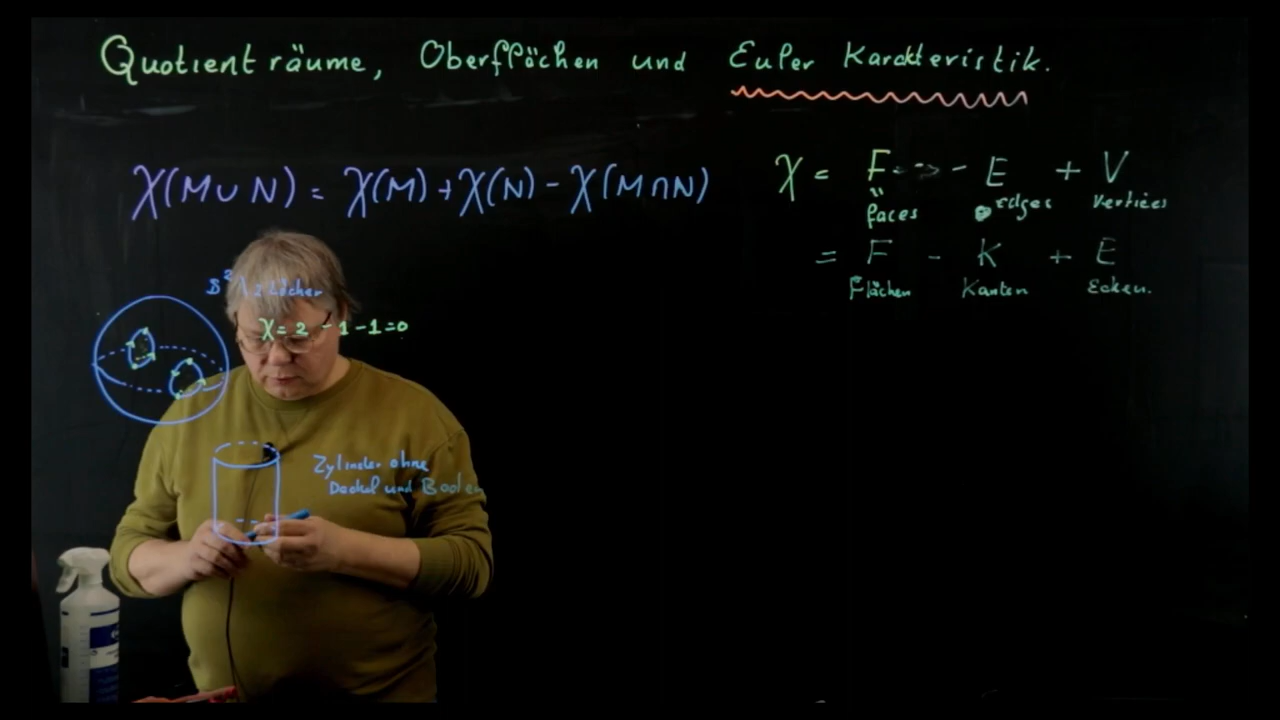 Quotienträume, Oberflächen und Euler Karakteristik.
χ(M∪N) = χ(M)+χ(N) - χ(M∩N)
χ = F - E + V
faces edges vertices
= F - K + E
Flächen Kanten Ecken.
2 Löcher
χ = 2 - 1 - 1 = 0
Zylinder ohne
Deckel und Boden